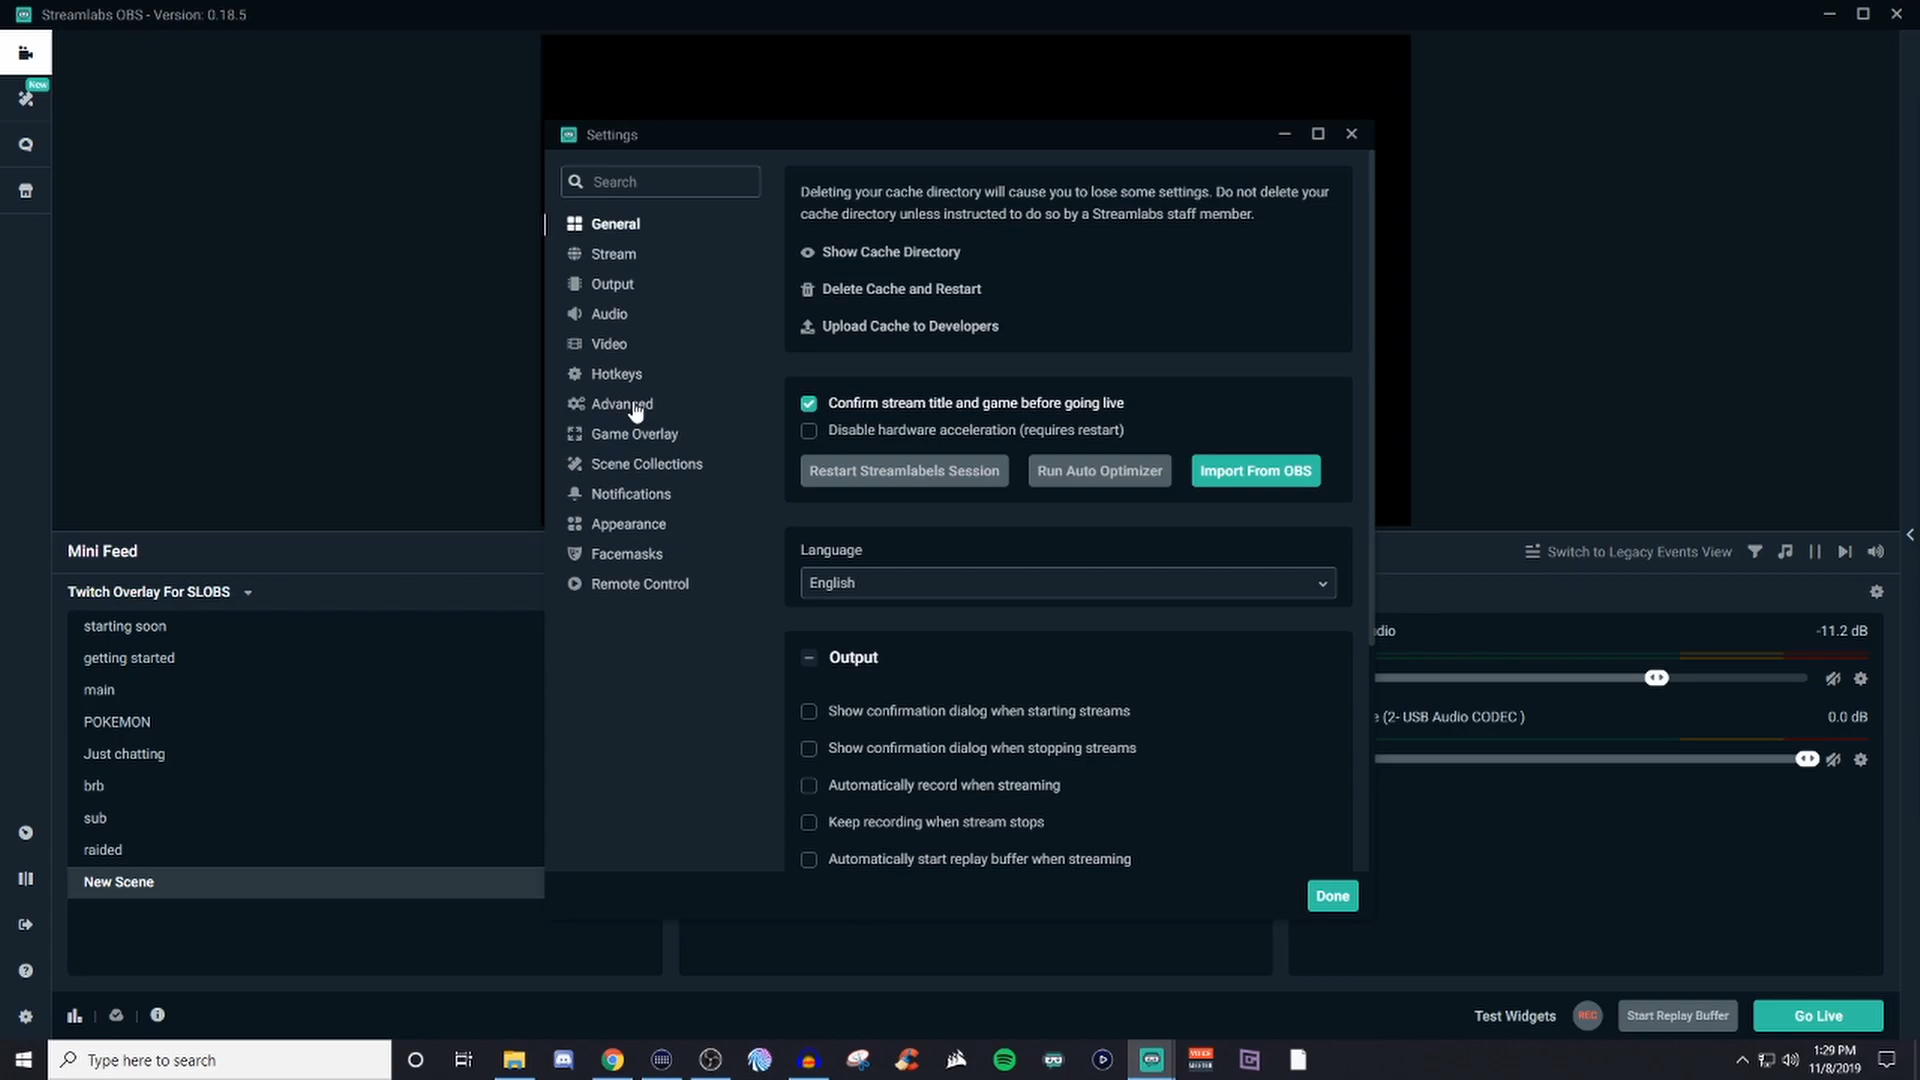 Streamlabs OBS - Version: 0.18.5
New
Settings
Search
General
Stream
Output
Audio
Video
Hotkeys
Advanced
Game Overlay
Scene Collections
Notifications
Appearance
Facemasks
Remote Control
Deleting your cache directory will cause you to lose some settings. Do not delete your
cache directory unless instructed to do so by a Streamlabs staff member.
Show Cache Directory
Delete Cache and Restart
Upload Cache to Developers
Confirm stream title and game before going live
Disable hardware acceleration (requires restart)
Restart Streamlabels Session
Run Auto Optimizer
Import From OBS
Language
English
Output
Show confirmation dialog when starting streams
Show confirmation dialog when stopping streams
Automatically record when streaming
Keep recording when stream stops
Automatically start replay buffer when streaming
Done
Mini Feed
Switch to Legacy Events View
Twitch Overlay For SLOBS
starting soon
getting started
main
POKEMON
Just chatting
brb
sub
raided
New Scene
dio
-11.2 dB
(2- USB Audio CODEC )
0.0 dB
Test Widgets
REC
Start Replay Buffer
Go Live
Type here to search
1:29 PM
11/8/2019